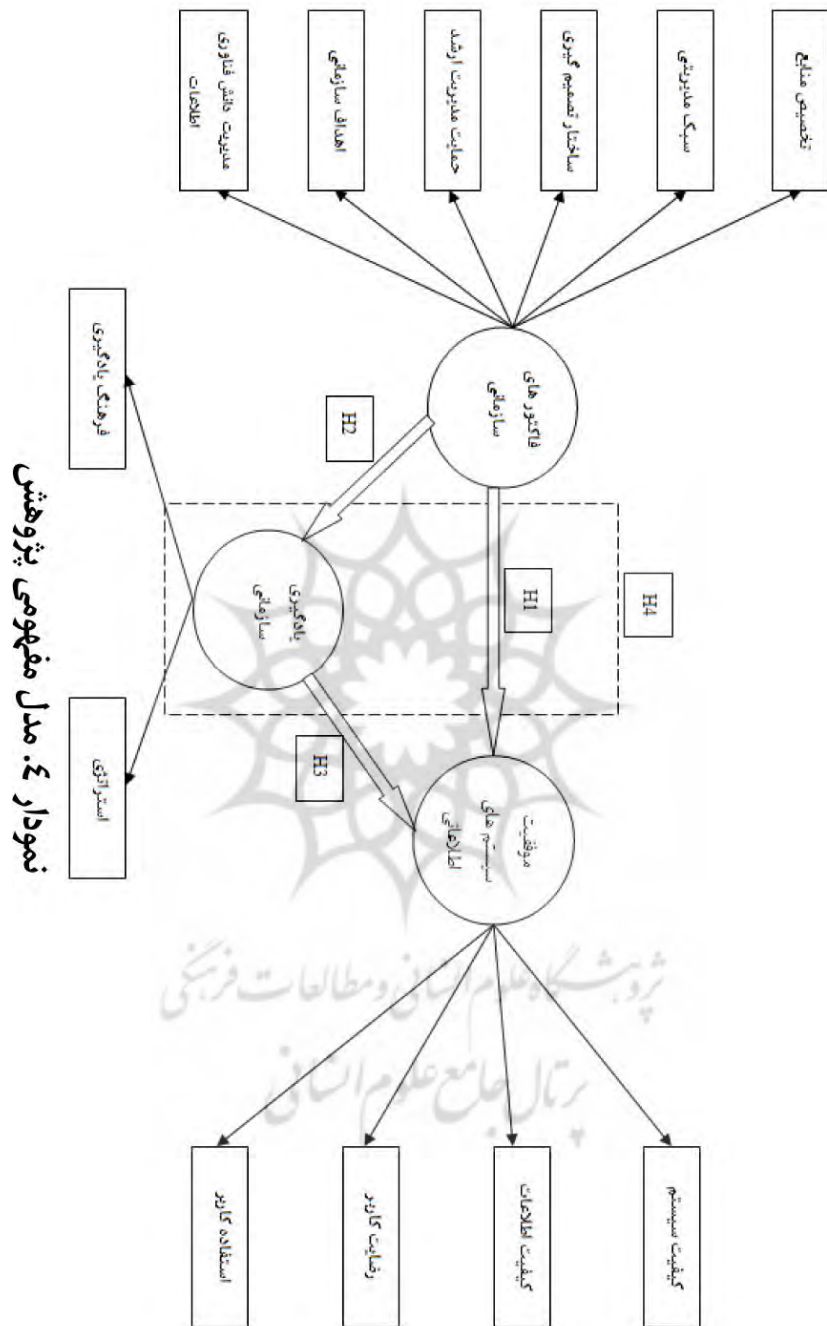 تخصیص منابع
سبک مدیریتی
ساختار تصمیم گیری
حمایت مدیریت ارشد
اهداف سازمانی
مدیریت دانش فناوری
اطلاعات
فاکتور های
سازمانی
H4
H1
H2
H3
یادگیری
سازمانی
فرهنگ یادگیری
استراتژی
موفقیت
سیستم های
اطلاعاتی
کیفیت سیستم
کیفیت اطلاعات
رضایت کاربر
استفاده کاربر
نمودار ٤. مدل مفهومی پژوهش
پژوهشگاه علوم انسانی و مطالعات فرهنگی
پرتال جامع علوم انسانی